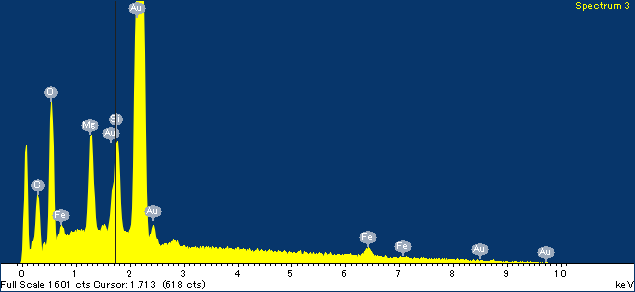 Spectrum 3
Au
O
Si
Mg
Au
O
Fe
Au
Fe
Fe
Au
Au
0 1 2 3 4 5 6 7 8 9 10
Full Scale 1601 cts Cursor: 1.713 (618 cts) keV